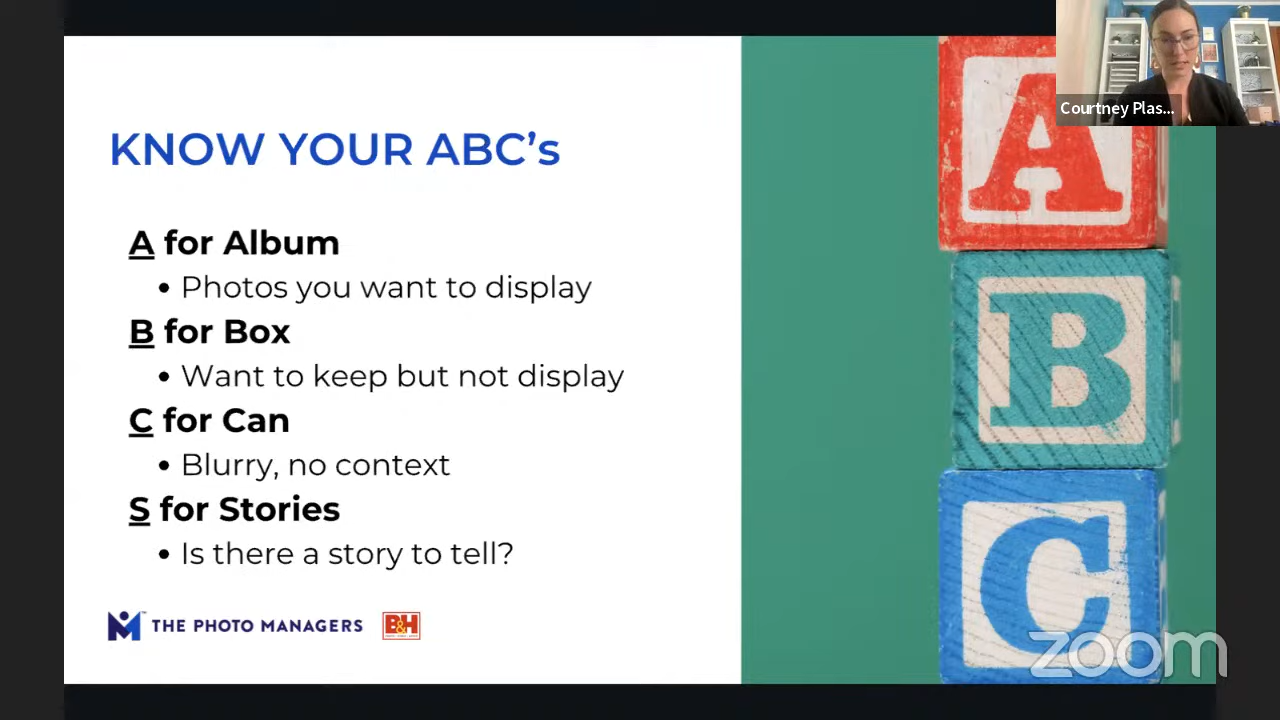 KNOW YOUR ABC’s
A for Album
• Photos you want to display
B for Box
• Want to keep but not display
C for Can
• Blurry, no context
S for Stories
• Is there a story to tell?
THE PHOTO MANAGERS
B&H
A
B
C
Courtney Plas...
zoom